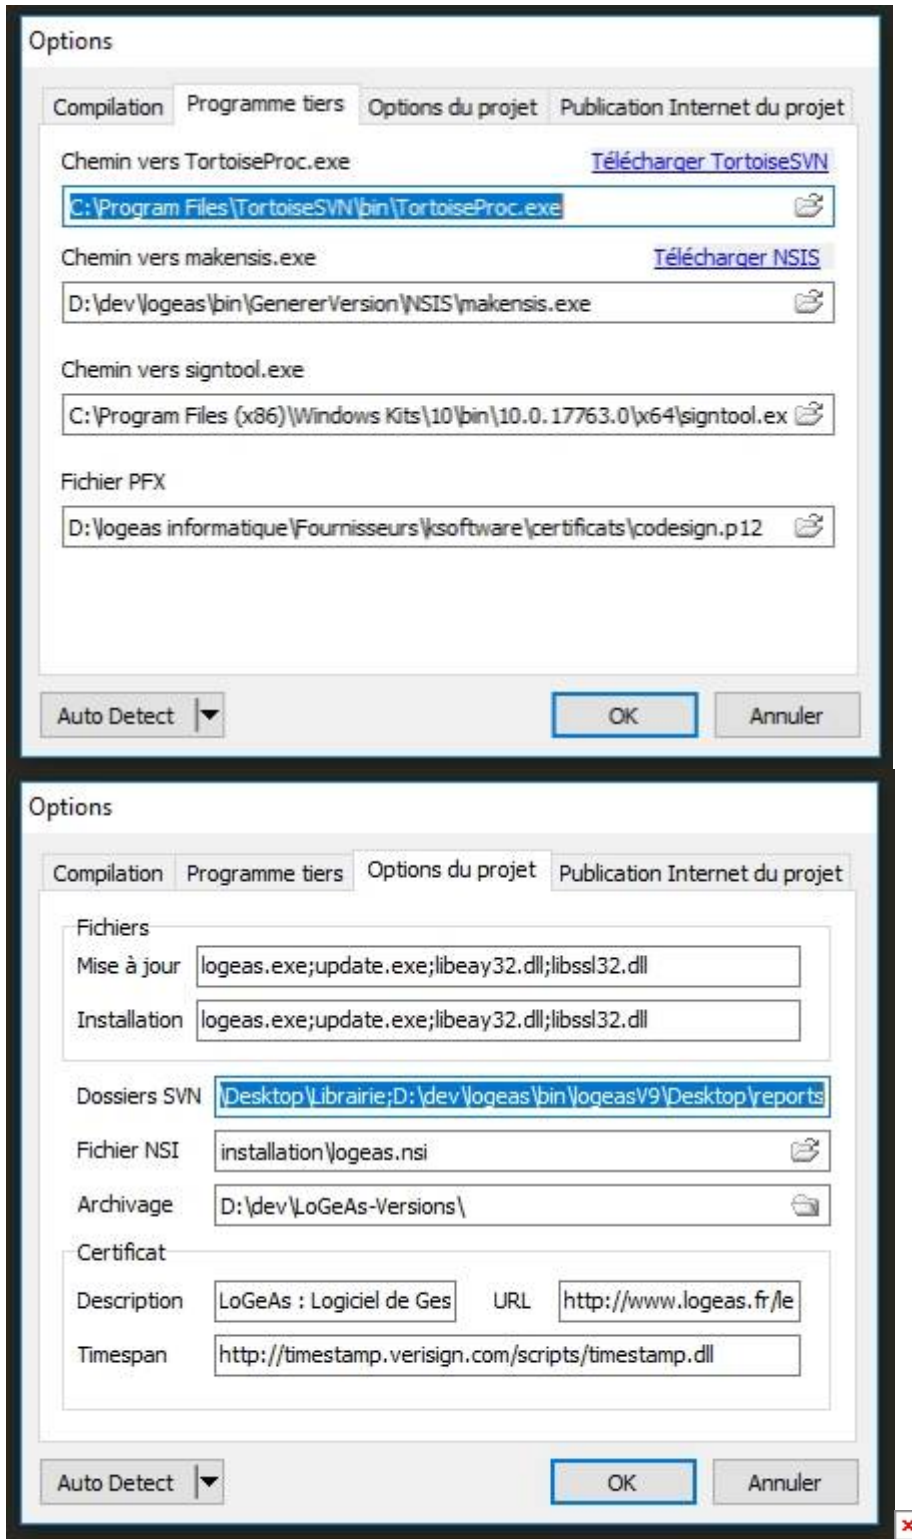 Options
Compilation Programme tiers Options du projet Publication Internet du projet
Chemin vers TortoiseProc.exe Télécharger TortoiseSVN
C:\Program Files\TortoiseSVN\bin\TortoiseProc.exe
Chemin vers makensis.exe Télécharger NSIS
D:\dev\logeas\bin\GenererVersion\NSIS\makensis.exe
Chemin vers signtool.exe
C:\Program Files (x86)\Windows Kits\10\bin\10.0.17763.0\x64\signtool.ex
Fichier PFX
D:\logeas informatique\Fournisseurs\ksoftware\certificats\codesign.p12
Auto Detect OK Annuler
Options
Compilation Programme tiers Options du projet Publication Internet du projet
Fichiers
Mise à jour logeas.exe;update.exe;libeay32.dll;libssl32.dll
Installation logeas.exe;update.exe;libeay32.dll;libssl32.dll
Dossiers SVN \Desktop\Librairie;D:\dev\logeas\bin\logeasV9\Desktop\reports
Fichier NSI installation\logeas.nsi
Archivage D:\dev\LoGeAs-Versions\
Certificat
Description LoGeAs : Logiciel de Ges URL http://www.logeas.fr/le
Timespan http://timestamp.verisign.com/scripts/timestamp.dll
Auto Detect OK Annuler